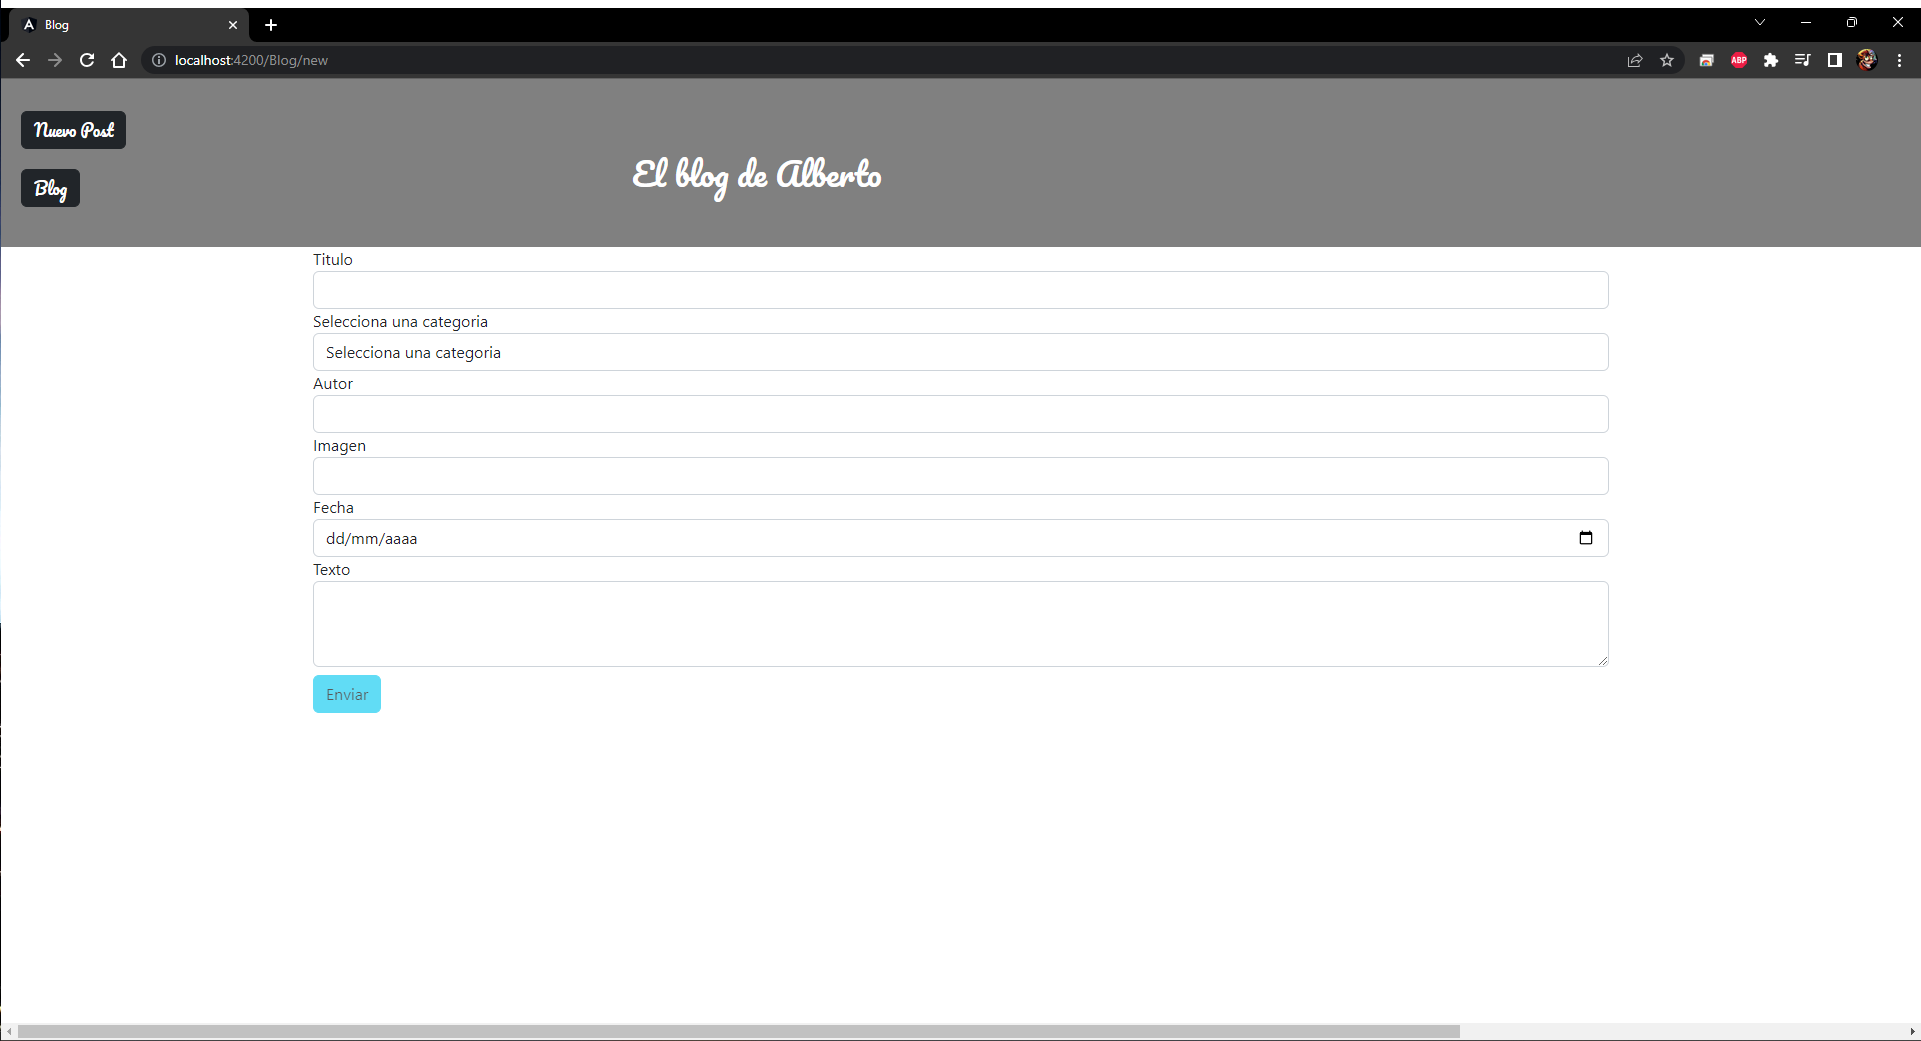 Blog
localhost:4200/Blog/new
ABP
Nuevo Post
El blog de Alberto
Blog
Titulo
Selecciona una categoria
Selecciona una categoria
Autor
Imagen
Fecha
dd/mm/aaaa
Texto
Enviar